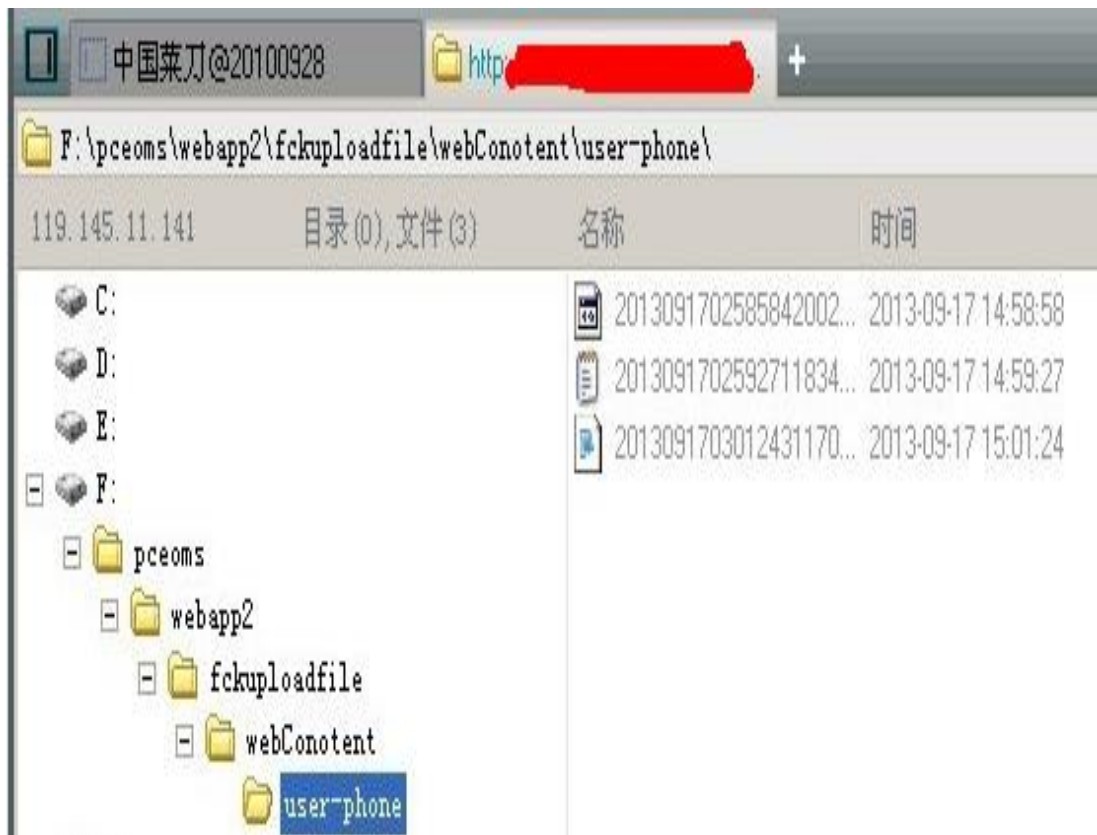 中国菜刀@20100928 http:
F:\pceoms\webapp2\fckuploadfile\webConotent\user-phone\
119.145.11.141 目录(0),文件(3) 名称 时间
C: 2013091702585842002... 2013-09-17 14:58:58
D: 2013091702592711834... 2013-09-17 14:59:27
E: 2013091703012431170... 2013-09-17 15:01:24
F:
pceoms
webapp2
fckuploadfile
webConotent
user-phone